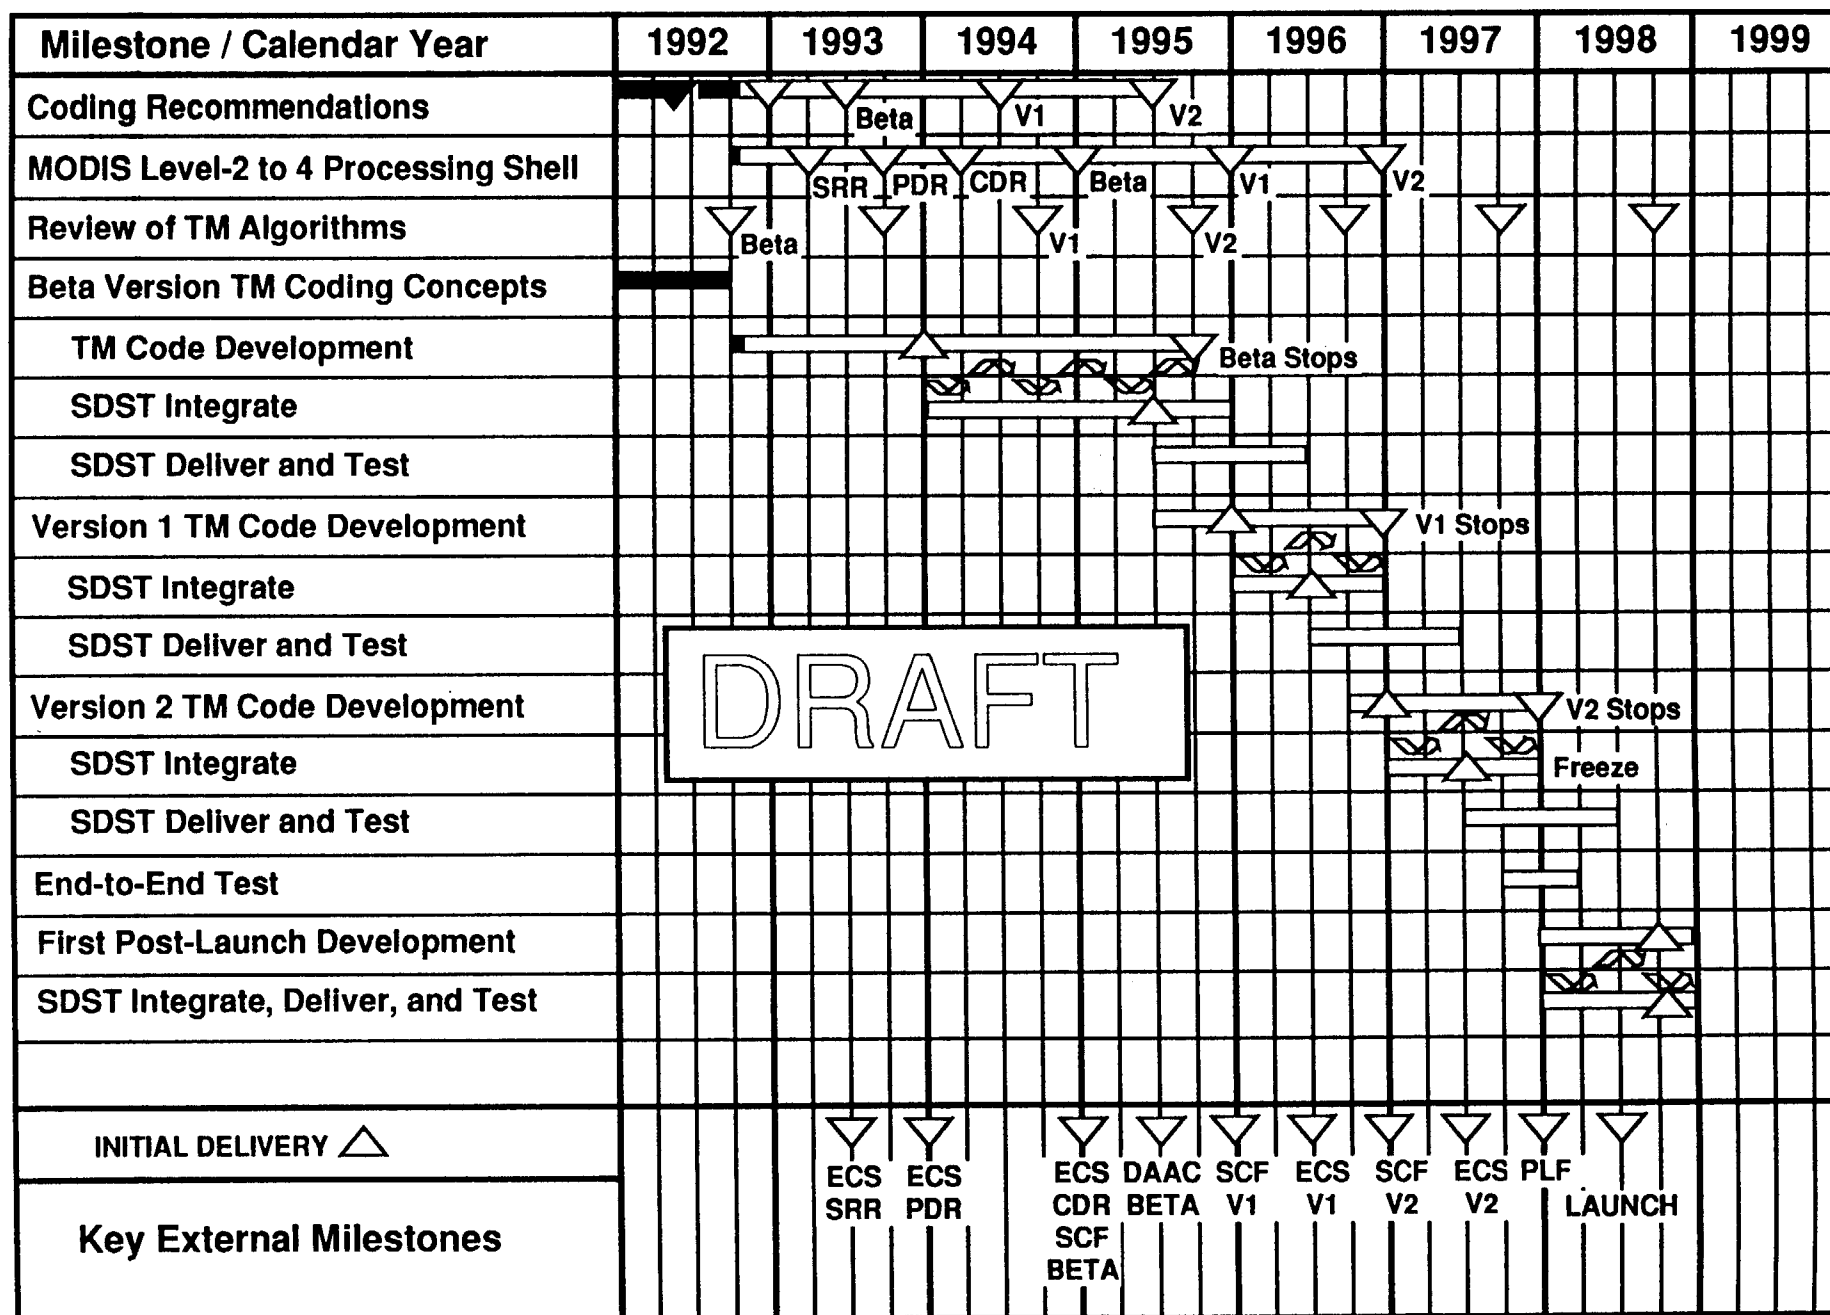 Milestone / Calendar Year 1992 1993 1994 1995 1996 1997 1998 1999
Coding Recommendations Beta V1 V2
MODIS Level-2 to 4 Processing Shell SRR PDR CDR Beta V1 V2
Review of TM Algorithms Beta V1 V2
Beta Version TM Coding Concepts
TM Code Development Beta Stops
SDST Integrate
SDST Deliver and Test
Version 1 TM Code Development V1 Stops
SDST Integrate
SDST Deliver and Test
DRAFT
Version 2 TM Code Development V2 Stops
SDST Integrate Freeze
SDST Deliver and Test
End-to-End Test
First Post-Launch Development
SDST Integrate, Deliver, and Test
INITIAL DELIVERY
ECS ECS ECS DAAC SCF ECS SCF ECS PLF
SRR PDR CDR BETA V1 V1 V2 V2 LAUNCH
SCF
BETA
Key External Milestones